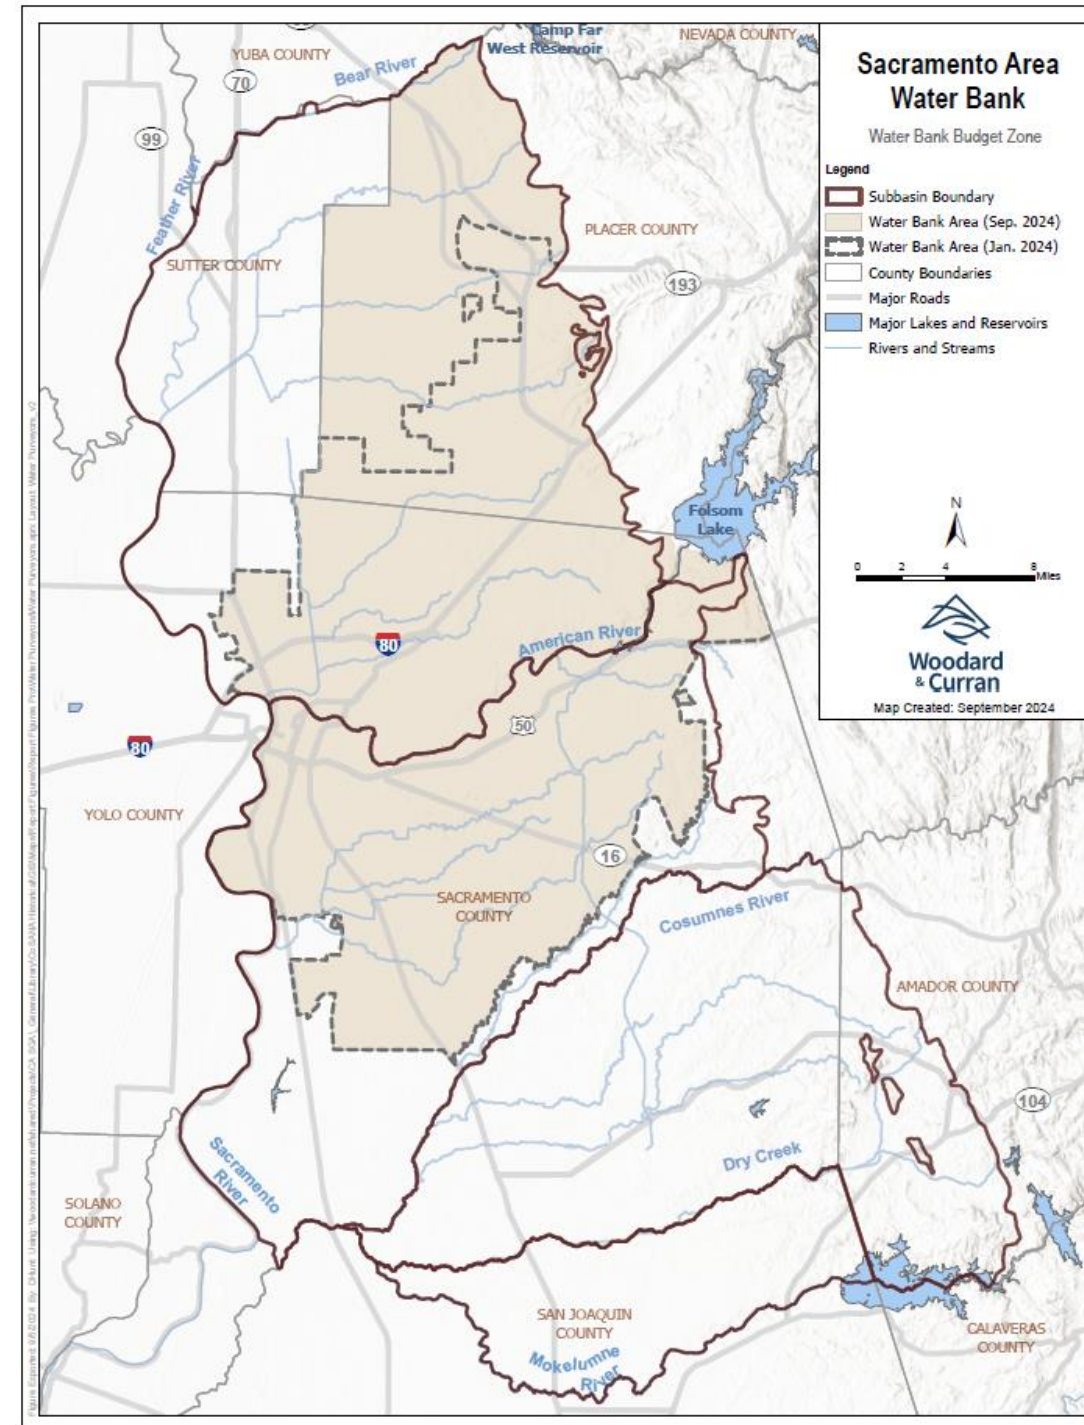 Sacramento Area
Water Bank
Water Bank Budget Zone
Legend
Subbasin Boundary
Water Bank Area (Sep. 2024)
Water Bank Area (Jan. 2024)
County Boundaries
Major Roads
Major Lakes and Reservoirs
Rivers and Streams
N
0 2 4 8
Miles
Woodard
& Curran
Map Created: September 2024
Camp Far
West Reservoir
NEVADA COUNTY
YUBA COUNTY
Bear River
70
99
Feather River
SUTTER COUNTY
PLACER COUNTY
193
Folsom
Lake
American River
80
50
80
YOLO COUNTY
16
SACRAMENTO
COUNTY
Cosumnes River
AMADOR COUNTY
104
Dry Creek
Sacramento
River
SOLANO
COUNTY
SAN JOAQUIN
COUNTY
Mokelumne
River
CALAVERAS
COUNTY